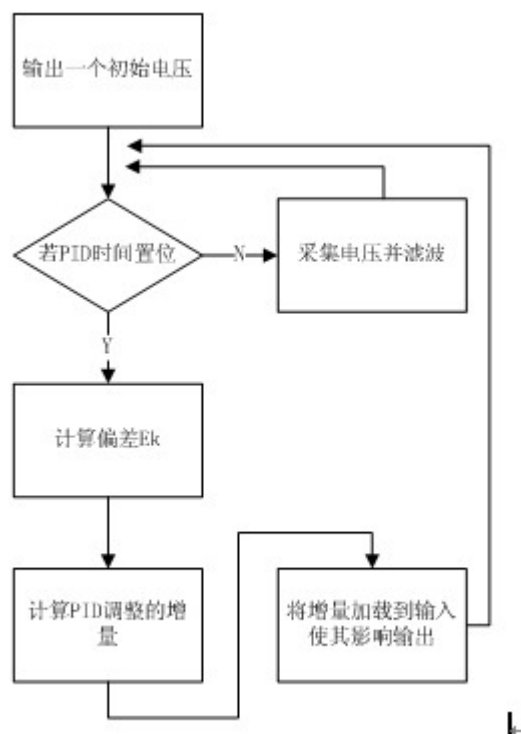 输出一个初始电压
若PID时间置位
N
采集电压并滤波
Y
计算偏差Ek
计算PID调整的增
量
将增量加载到输入
使其影响输出